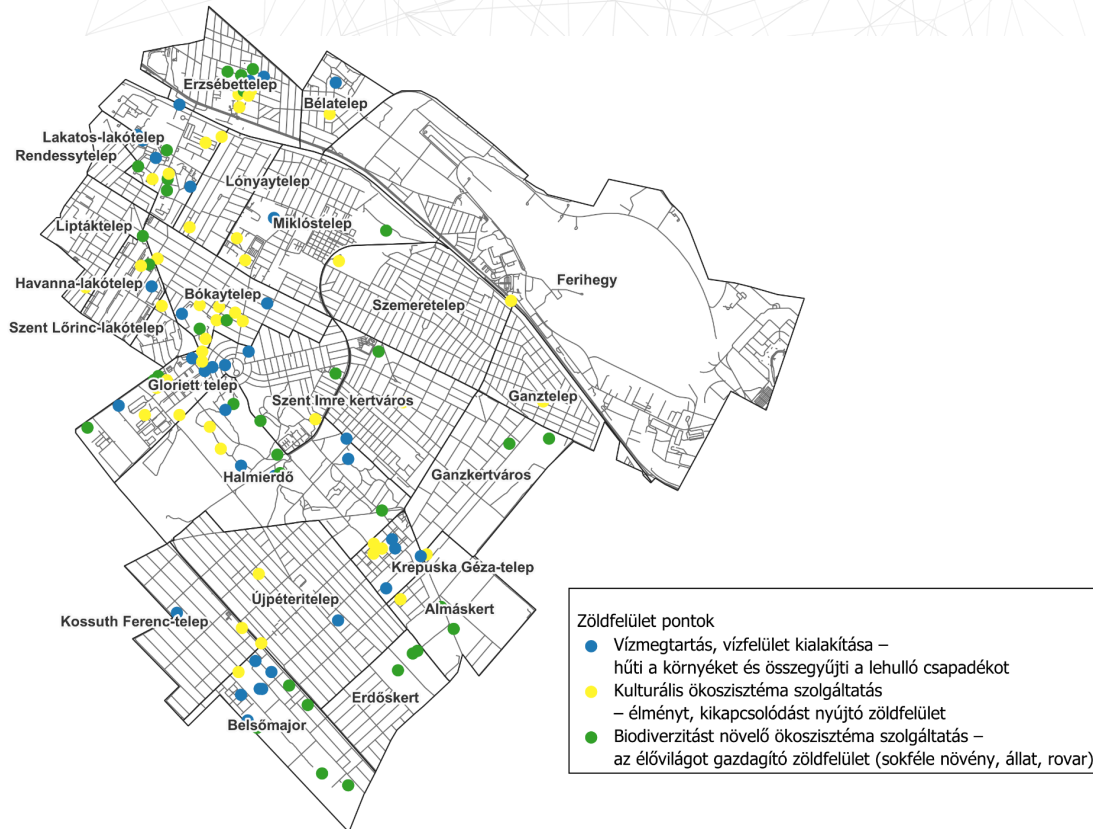 Erzsébettelep
Bélatelep
Lakatos-lakótelep
Rendessytelep
Lónyaytelep
Liptáktelep
Miklóstelep
Havanna-lakótelep
Bókaytelep
Szemeretelep
Ferihegy
Szent Lőrinc-lakótelep
Gloriett telep
Szent Imre kertváros
Ganztelep
Halmierdő
Ganzkertváros
Krepuska Géza-telep
Kossuth Ferenc-telep
Újpéteritelep
Almáskert
Erdőskert
Belsőmajor
Zöldfelület pontok
Vízmegtartás, vízfelület kialakítása –
hűti a környéket és összegyűjti a lehulló csapadékot
Kulturális ökoszisztéma szolgáltatás
– élményt, kikapcsolódást nyújtó zöldfelület
Biodiverzitást növelő ökoszisztéma szolgáltatás –
az élővilágot gazdagító zöldfelület (sokféle növény, állat, rovar)